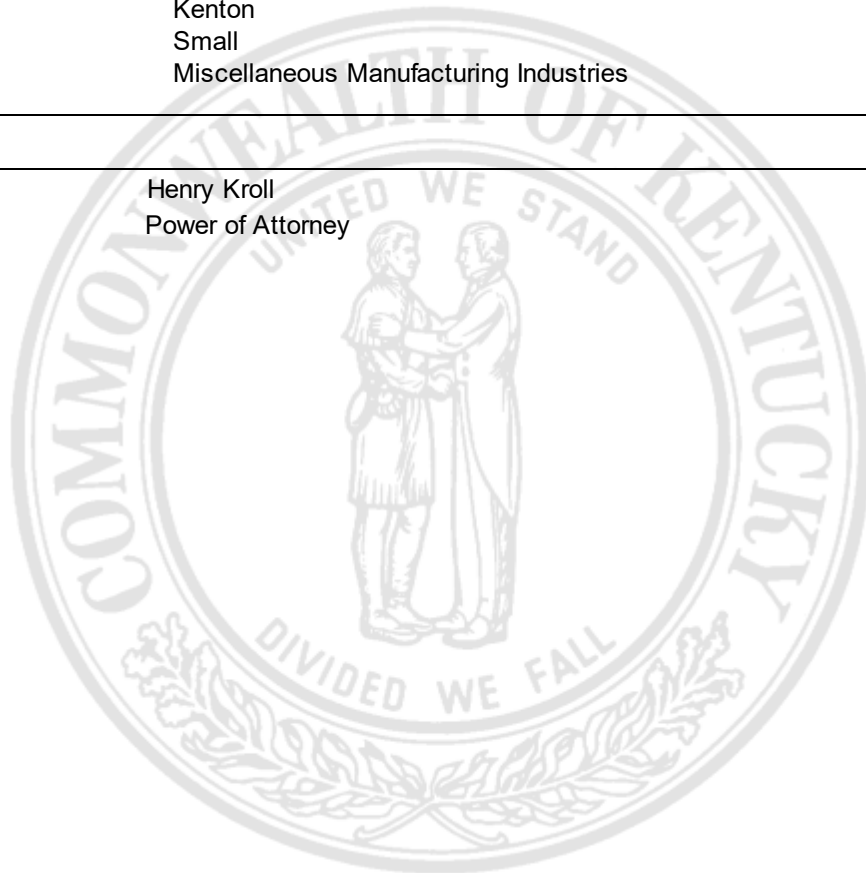 Kenton
Small
Miscellaneous Manufacturing Industries
Henry Kroll
Power of Attorney
COMMONWEALTH OF KENTUCKY
UNITED WE STAND
DIVIDED WE FALL